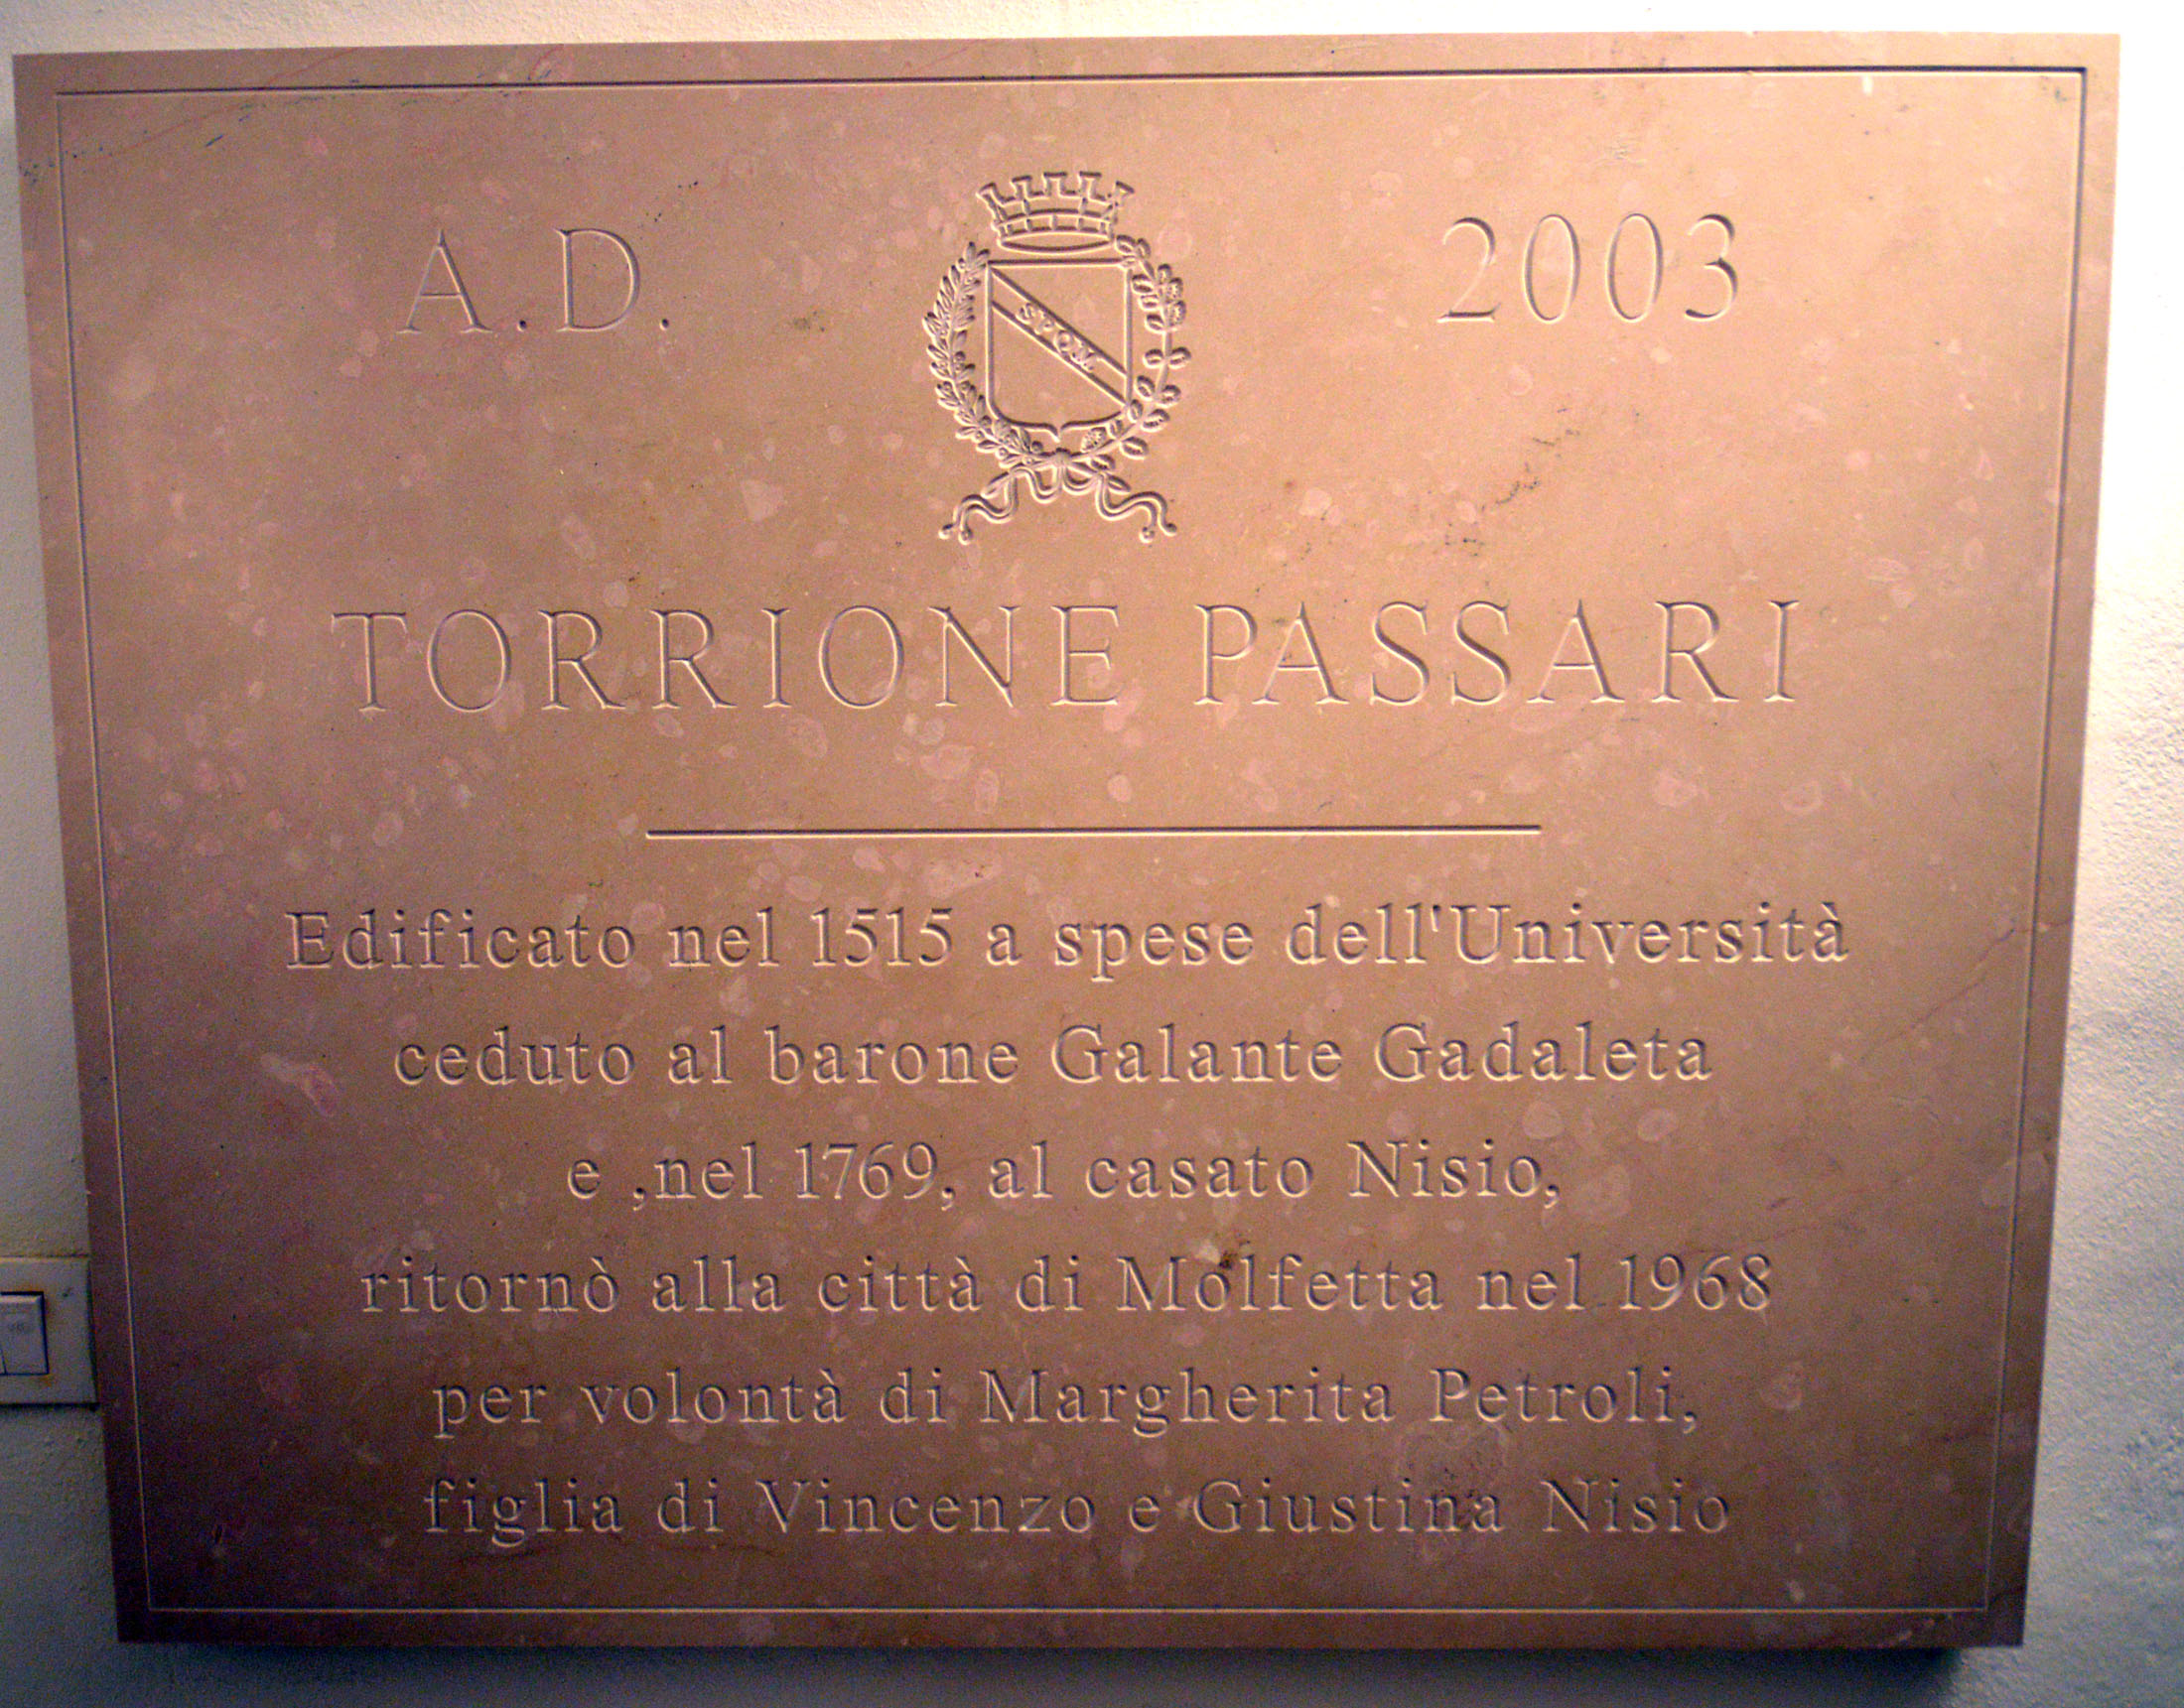 A.D. 2003
SPQM
TORRIONE PASSARI
Edificato nel 1515 a spese dell'Università
ceduto al barone Galante Gadaleta
e ,nel 1769, al casato Nisio,
ritornò alla città di Molfetta nel 1968
per volontà di Margherita Petroli,
figlia di Vincenzo e Giustina Nisio